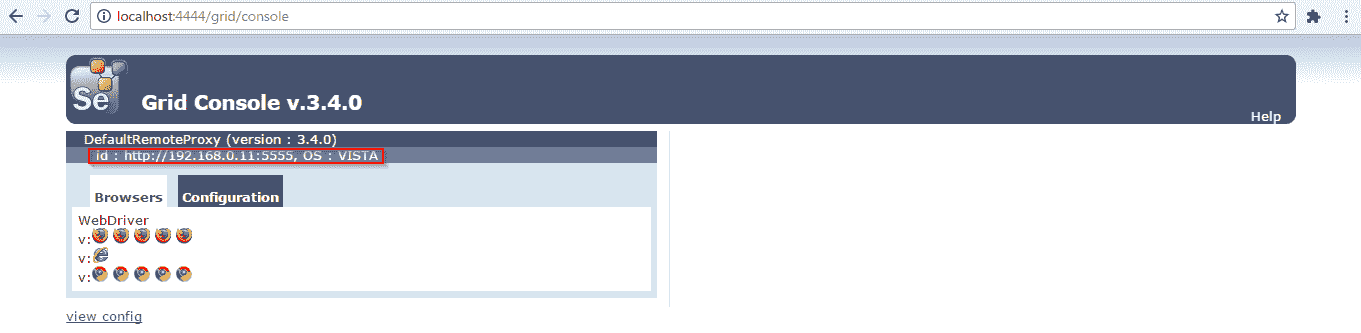 localhost:4444/grid/console
Se
Grid Console v.3.4.0
Help
DefaultRemoteProxy (version : 3.4.0)
id : http://192.168.0.11:5555, OS : VISTA
Browsers Configuration
WebDriver
v:
v:
v:
view config